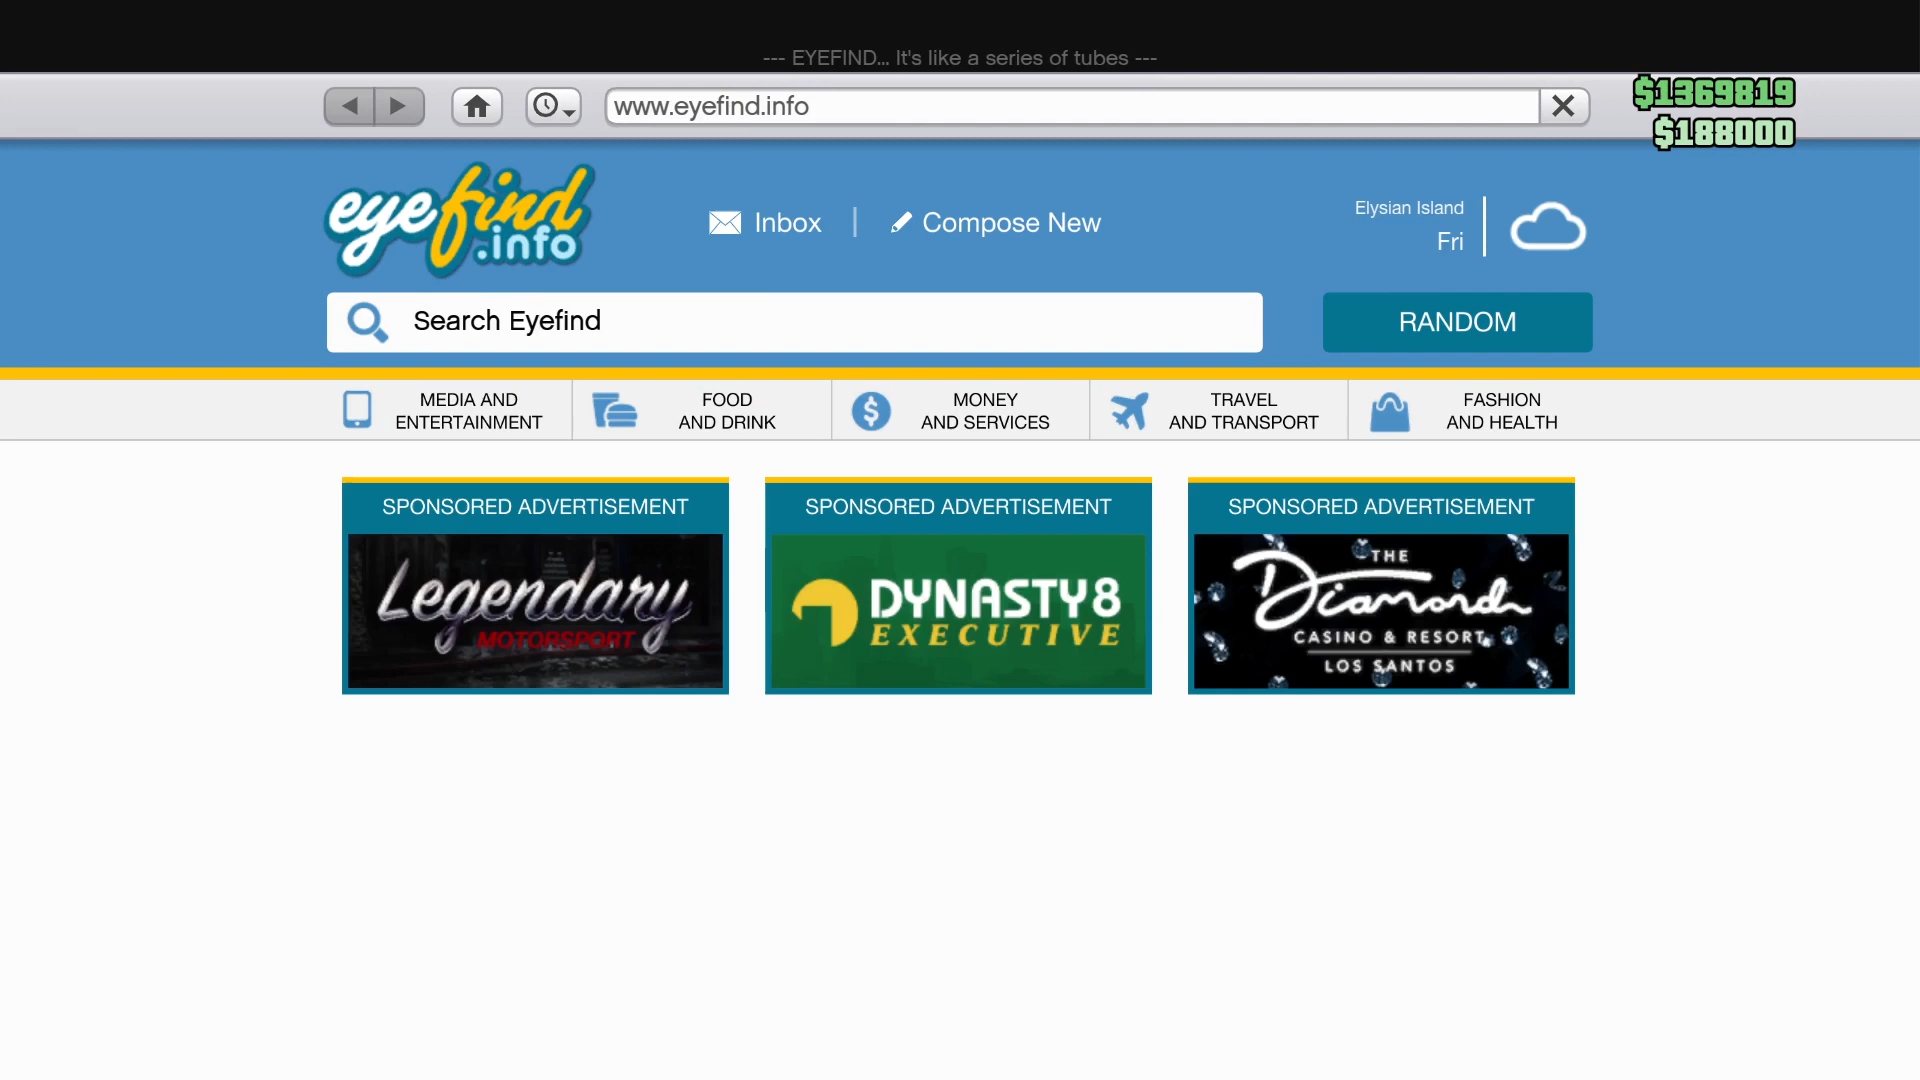 --- EYEFIND... It's like a series of tubes ---
www.eyefind.info
$1369819
$188000
eyefind
.info
Inbox
Compose New
Elysian Island
Fri
Search Eyefind
RANDOM
MEDIA AND
ENTERTAINMENT
FOOD
AND DRINK
MONEY
AND SERVICES
TRAVEL
AND TRANSPORT
FASHION
AND HEALTH
SPONSORED ADVERTISEMENT
Legendary
MOTORSPORT
SPONSORED ADVERTISEMENT
DYNASTY8
EXECUTIVE
SPONSORED ADVERTISEMENT
THE
Diamond
CASINO & RESORT
LOS SANTOS